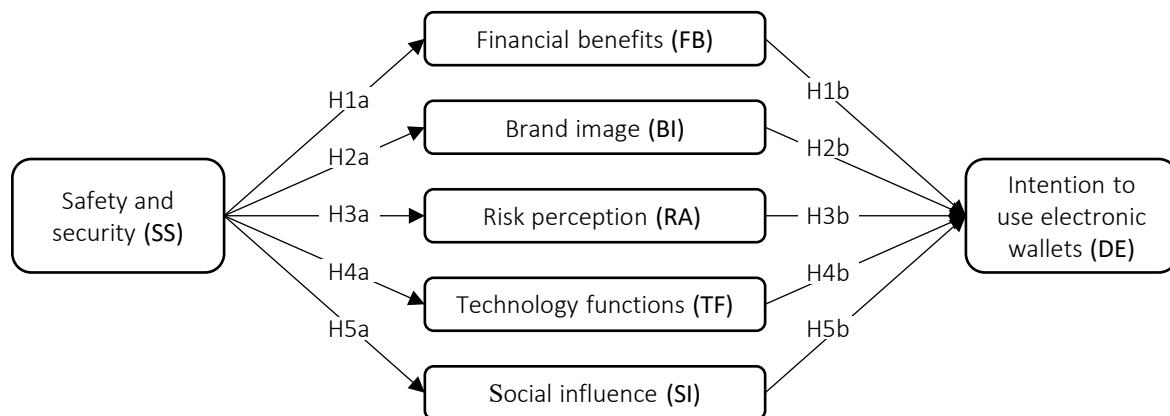 Financial benefits (FB)
H1a
H1b
Brand image (BI)
H2a
H2b
Safety and
security (SS)
H3a
Risk perception (RA)
H3b
Intention to
use electronic
wallets (DE)
H4a
H4b
Technology functions (TF)
H5a
H5b
Social influence (SI)